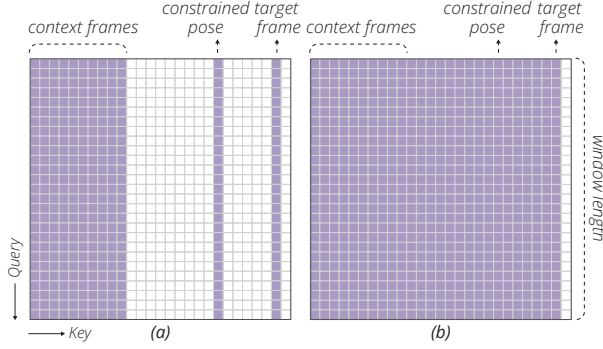 constrained target
pose frame
context frames
constrained target
pose frame
context frames
window length
Query
Key
(a)
(b)